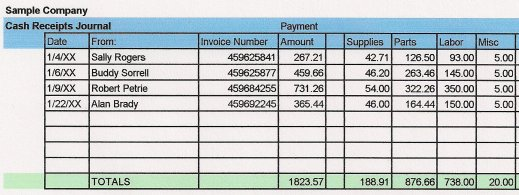 Sample Company
Cash Receipts Journal Payment
Date From: Invoice Number Amount Supplies Parts Labor Misc
1/4/XX Sally Rogers 459625841 267.21 42.71 126.50 93.00 5.00
1/6/XX Buddy Sorrell 459625877 459.66 46.20 263.46 145.00 5.00
1/9/XX Robert Petrie 459684255 731.26 54.00 322.26 350.00 5.00
1/22/XX Alan Brady 459692245 365.44 46.00 164.44 150.00 5.00
TOTALS 1823.57 188.91 876.66 738.00 20.00